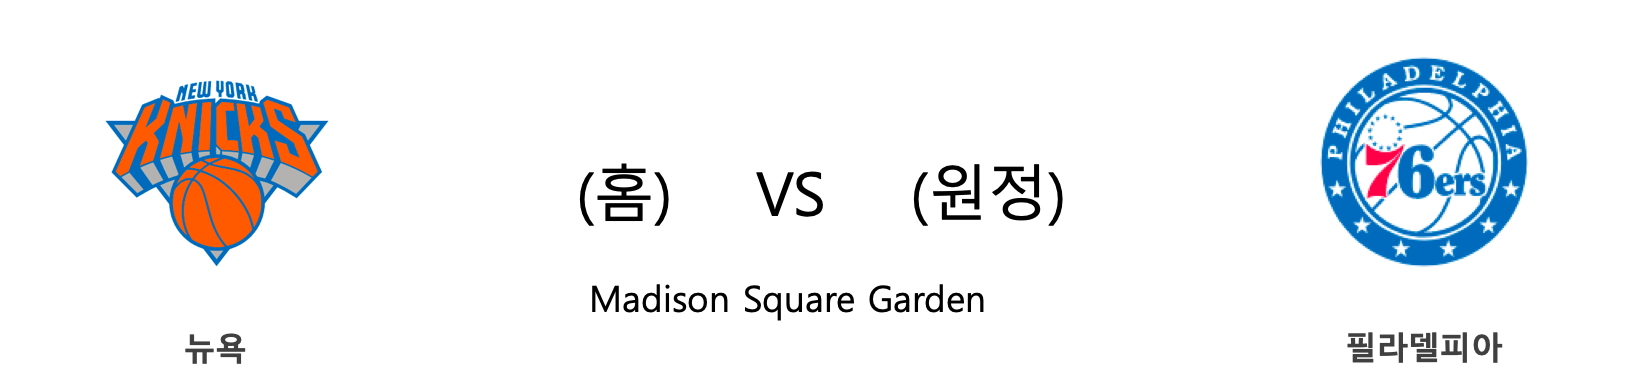 NEW YORK
KNICKS
PHILADELPHIA
76ers
(홈) VS (원정)
Madison Square Garden
뉴욕
필라델피아